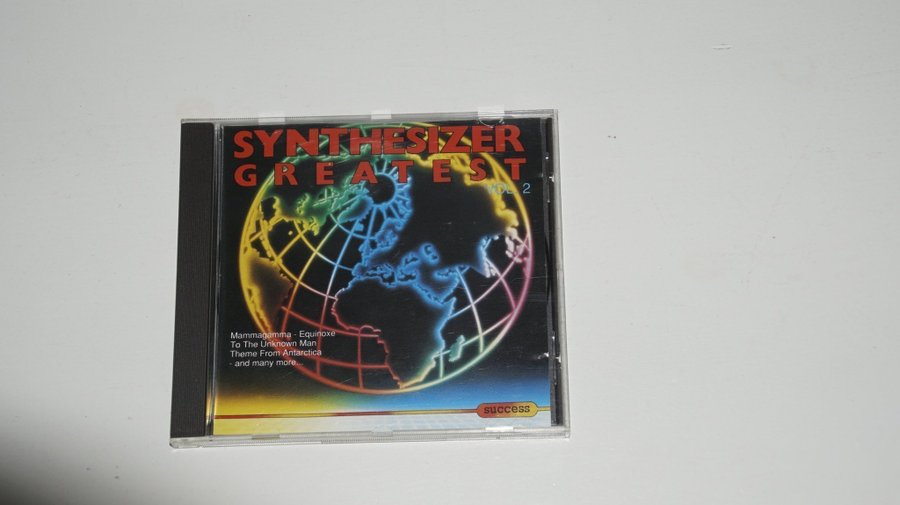 SYNTHESIZER
GREATEST
VOL 2
Mammagamma - Equinoxe
To The Unknown Man
Theme From Antarctica
- and many more...
success